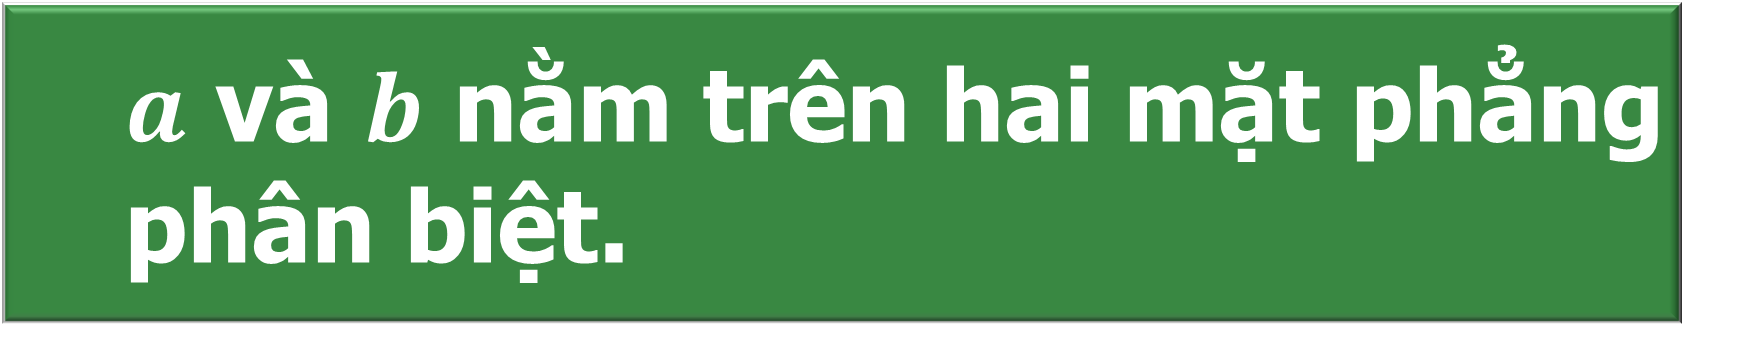 a và b nằm trên hai mặt phẳng
phân biệt.